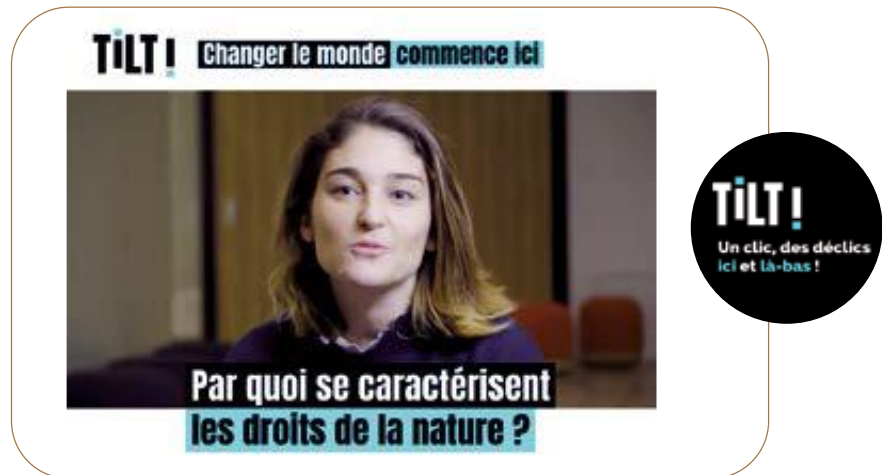 TiLT !
Changer le monde commence ici
Par quoi se caractérisent
les droits de la nature ?
TiLT !
Un clic, des déclics
ici et là-bas !